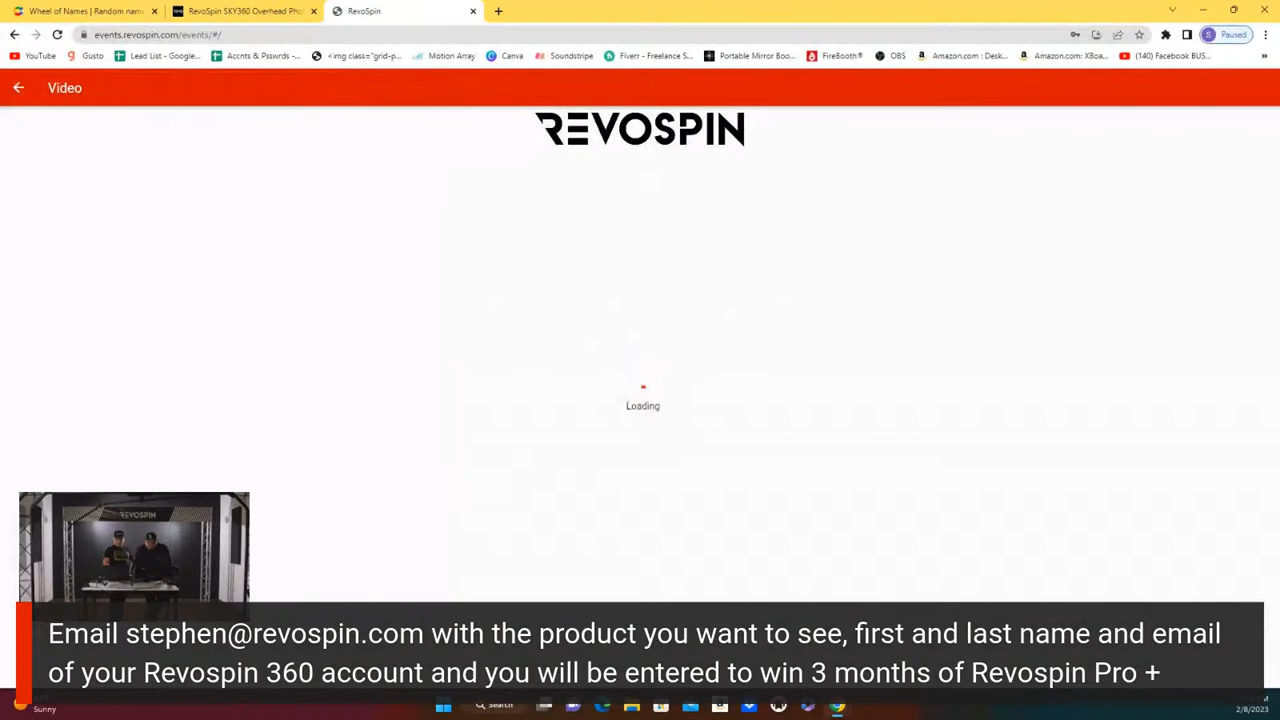 Wheel of Names | Random nam
RevoSpin SKY360 Overhead Pho
RevoSpin
events.revospin.com/events/#/
S
Paused
YouTube
Gusto
Lead List - Google...
Accnts & Psswrds -...
<img class="grid-p...
Motion Array
Canva
Soundstripe
Fiverr - Freelance S...
Portable Mirror Boo...
FireBooth®
OBS
Amazon.com : Desk...
Amazon.com: XBoa...
(140) Facebook BUS...
»
Video
REVOSPIN
Loading
REVOSPIN
Email stephen@revospin.com with the product you want to see, first and last name and email
of your Revospin 360 account and you will be entered to win 3 months of Revospin Pro +
Sunny
Search
2/8/2023